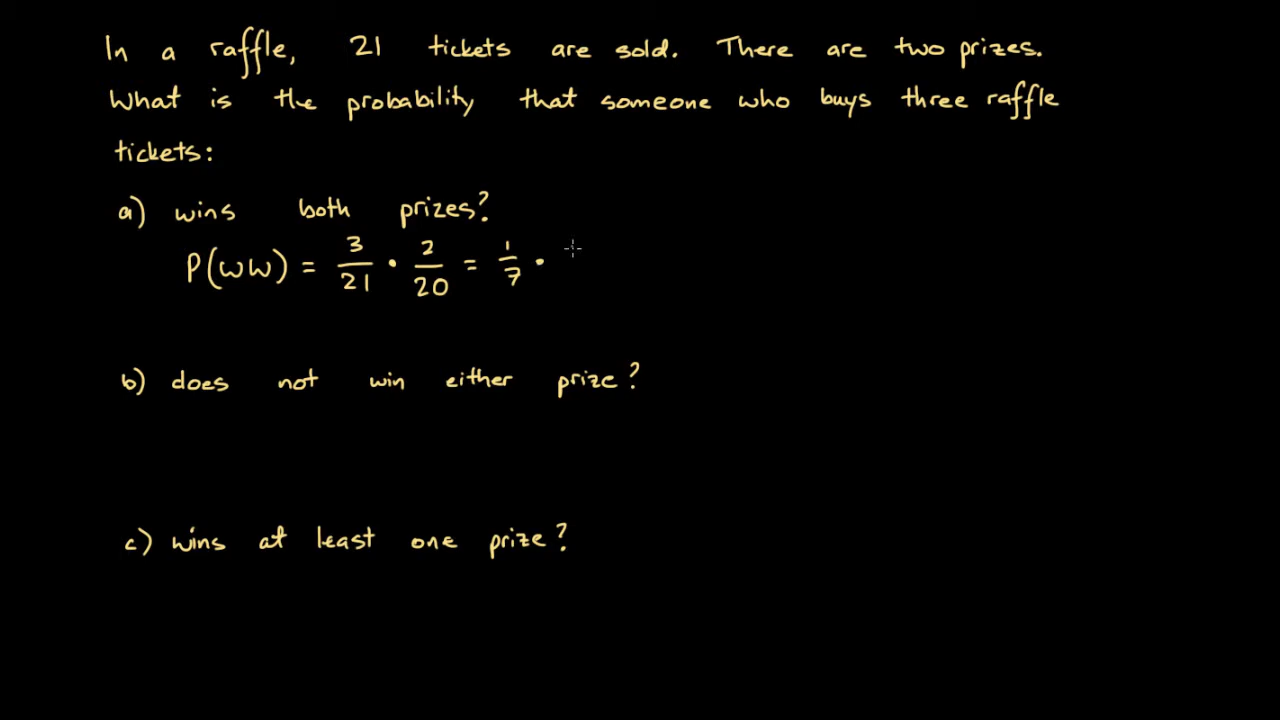 In a raffle, 21 tickets are sold. There are two prizes.
What is the probability that someone who buys three raffle
tickets:
a) wins both prizes?
P(WW) = 3/21 • 2/20 = 1/7 •
b) does not win either prize?
c) wins at least one prize?